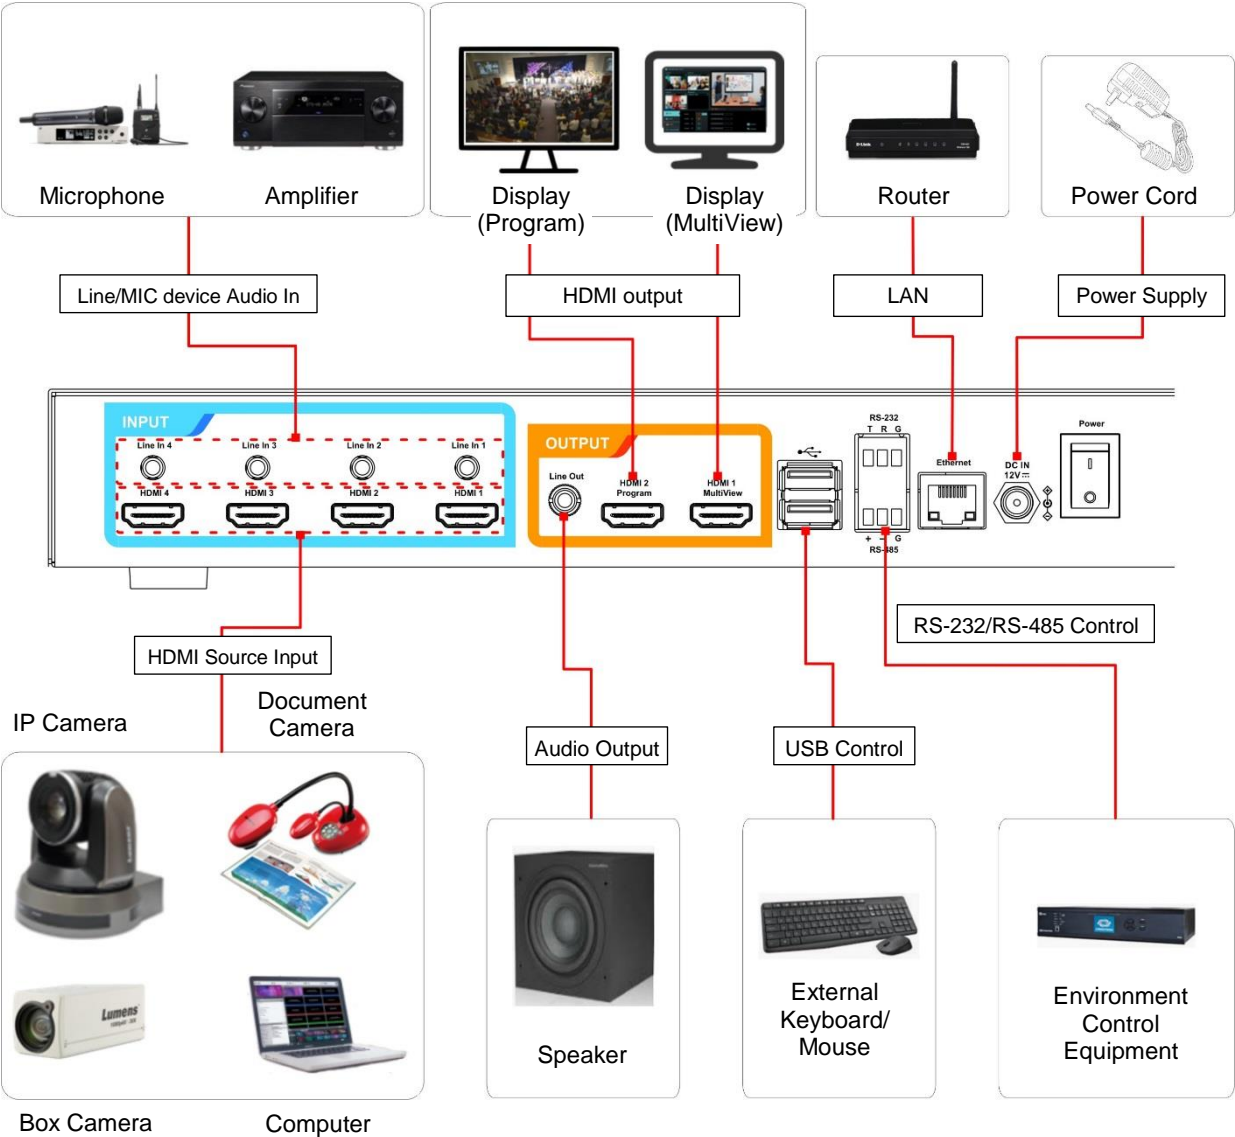 Microphone
Amplifier
Display
(Program)
Display
(MultiView)
D-Link
Router
Power Cord
Line/MIC device Audio In
HDMI output
LAN
Power Supply
INPUT
Line In 4
Line In 3
Line In 2
Line In 1
HDMI 4
HDMI 3
HDMI 2
HDMI 1
OUTPUT
Line Out
HDMI 2
Program
HDMI 1
MultiView
RS-232
T R G
+ – G
RS-485
Ethernet
DC IN
12V
Power
HDMI Source Input
RS-232/RS-485 Control
IP Camera
Document
Camera
Audio Output
USB Control
Lumens
Lumens
Speaker
External
Keyboard/
Mouse
Environment
Control
Equipment
Box Camera
Computer